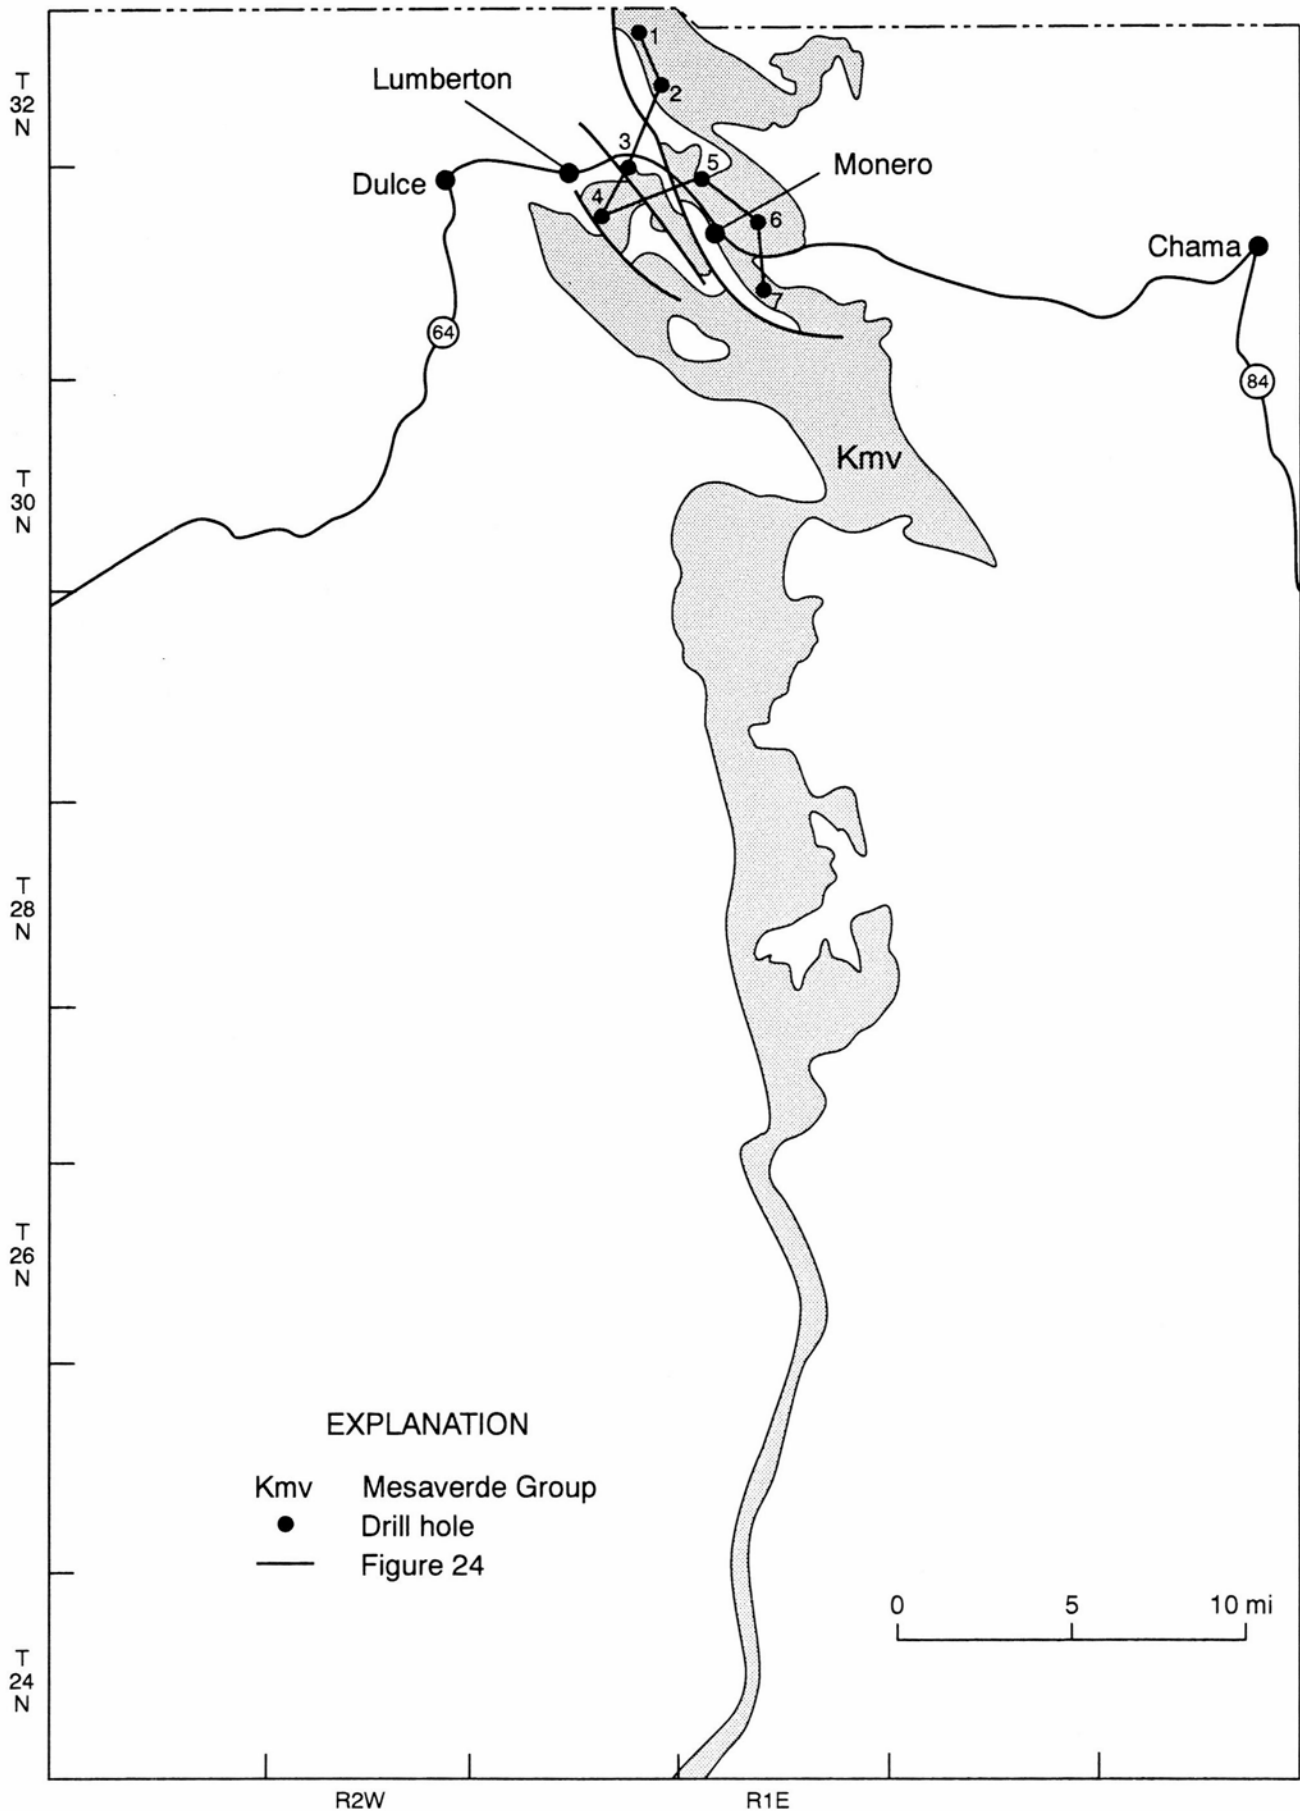 T
32
N
Lumberton
Dulce
Monero
Chama
1
2
3
4
5
6
64
84
T
30
N
Kmv
T
28
N
T
26
N
EXPLANATION
Kmv Mesaverde Group
Drill hole
Figure 24
0 5 10 mi
T
24
N
R2W R1E